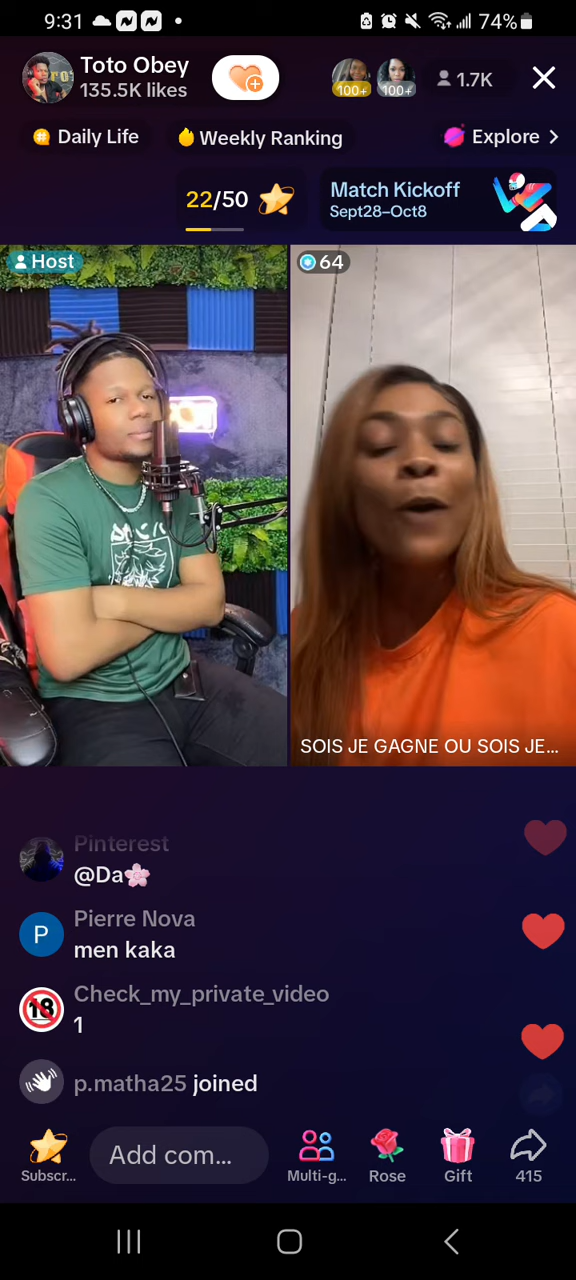 9:31
74%
Toto Obey
135.5K likes
100+
100+
1.7K
Daily Life
Weekly Ranking
Explore
22/50
Match Kickoff
Sept28–Oct8
Host
64
SOIS JE GAGNE OU SOIS JE...
Pinterest
@Da🌸
Pierre Nova
P
men kaka
Check_my_private_video
18
1
p.matha25 joined
Subscr...
Add com...
Multi-g...
Rose
Gift
415